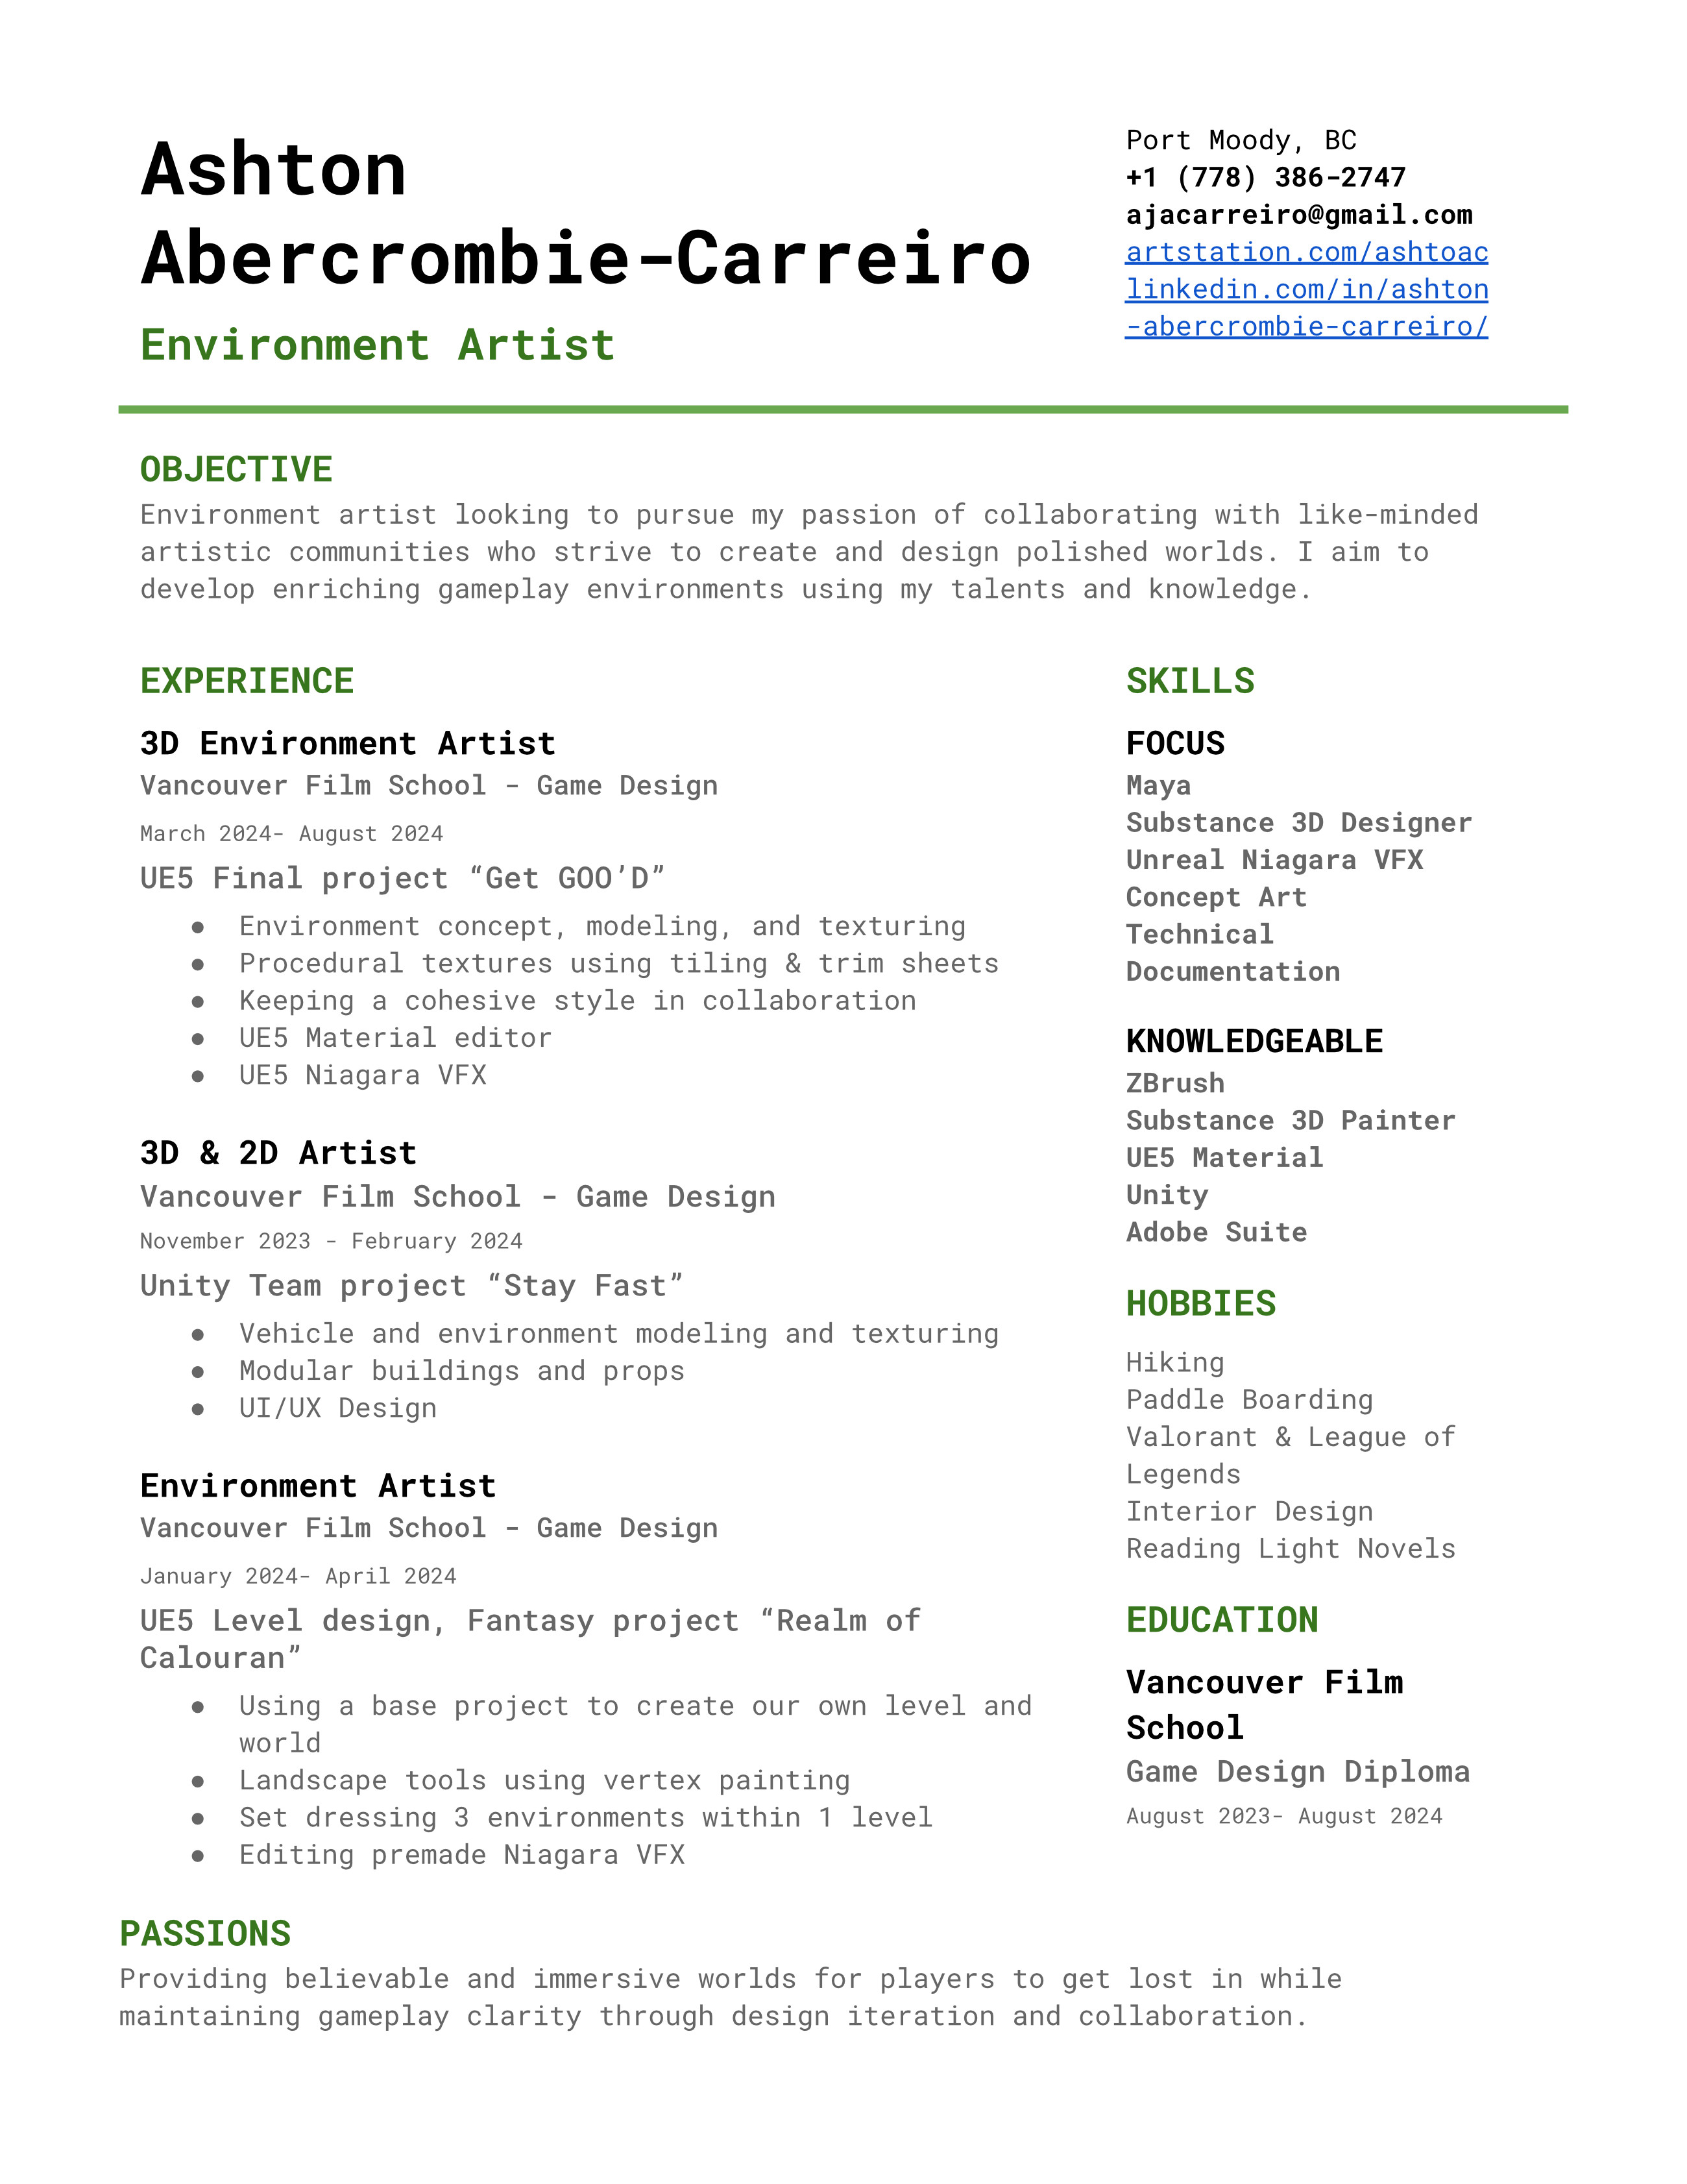 Ashton
Abercrombie-Carreiro
Environment Artist
Port Moody, BC
+1 (778) 386-2747
ajacarreiro@gmail.com
artstation.com/ashtoac
linkedin.com/in/ashton
-abercrombie-carreiro/
OBJECTIVE
Environment artist looking to pursue my passion of collaborating with like-minded
artistic communities who strive to create and design polished worlds. I aim to
develop enriching gameplay environments using my talents and knowledge.
EXPERIENCE
3D Environment Artist
Vancouver Film School - Game Design
March 2024- August 2024
UE5 Final project “Get GOO’D”
● Environment concept, modeling, and texturing
● Procedural textures using tiling & trim sheets
● Keeping a cohesive style in collaboration
● UE5 Material editor
● UE5 Niagara VFX
3D & 2D Artist
Vancouver Film School - Game Design
November 2023 - February 2024
Unity Team project “Stay Fast”
● Vehicle and environment modeling and texturing
● Modular buildings and props
● UI/UX Design
Environment Artist
Vancouver Film School - Game Design
January 2024- April 2024
UE5 Level design, Fantasy project “Realm of
Calouran”
● Using a base project to create our own level and
world
● Landscape tools using vertex painting
● Set dressing 3 environments within 1 level
● Editing premade Niagara VFX
SKILLS
FOCUS
Maya
Substance 3D Designer
Unreal Niagara VFX
Concept Art
Technical
Documentation
KNOWLEDGEABLE
ZBrush
Substance 3D Painter
UE5 Material
Unity
Adobe Suite
HOBBIES
Hiking
Paddle Boarding
Valorant & League of
Legends
Interior Design
Reading Light Novels
EDUCATION
Vancouver Film
School
Game Design Diploma
August 2023- August 2024
PASSIONS
Providing believable and immersive worlds for players to get lost in while
maintaining gameplay clarity through design iteration and collaboration.